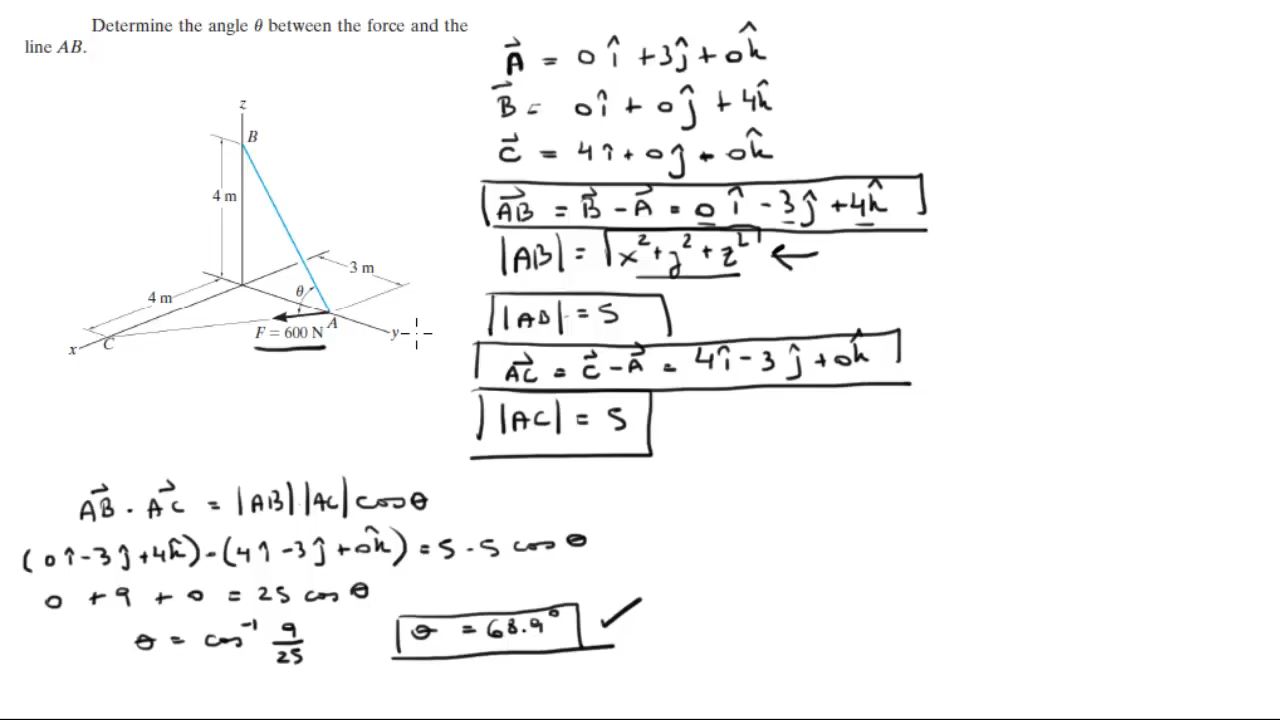 Determine the angle θ between the force and the
line AB.
z
B
4 m
3 m
4 m
θ
F = 600 N
A
x
C
y
A⃗ = 0î + 3ĵ + 0k̂
B⃗ = 0î + 0ĵ + 4k̂
C⃗ = 4î + 0ĵ + 0k̂
AB⃗ = B⃗ - A⃗ = 0î - 3ĵ + 4k̂
|AB| = √x² + y² + z²
|AB| = 5
AC⃗ = C⃗ - A⃗ = 4î - 3ĵ + 0k̂
|AC| = 5
AB⃗ . AC⃗ = |AB| |AC| cosθ
(0î - 3ĵ + 4k̂) - (4î - 3ĵ + 0k̂) = 5 . 5 cos θ
0 + 9 + 0 = 25 cos θ
θ = cos⁻¹ 9/25
θ = 68.9°